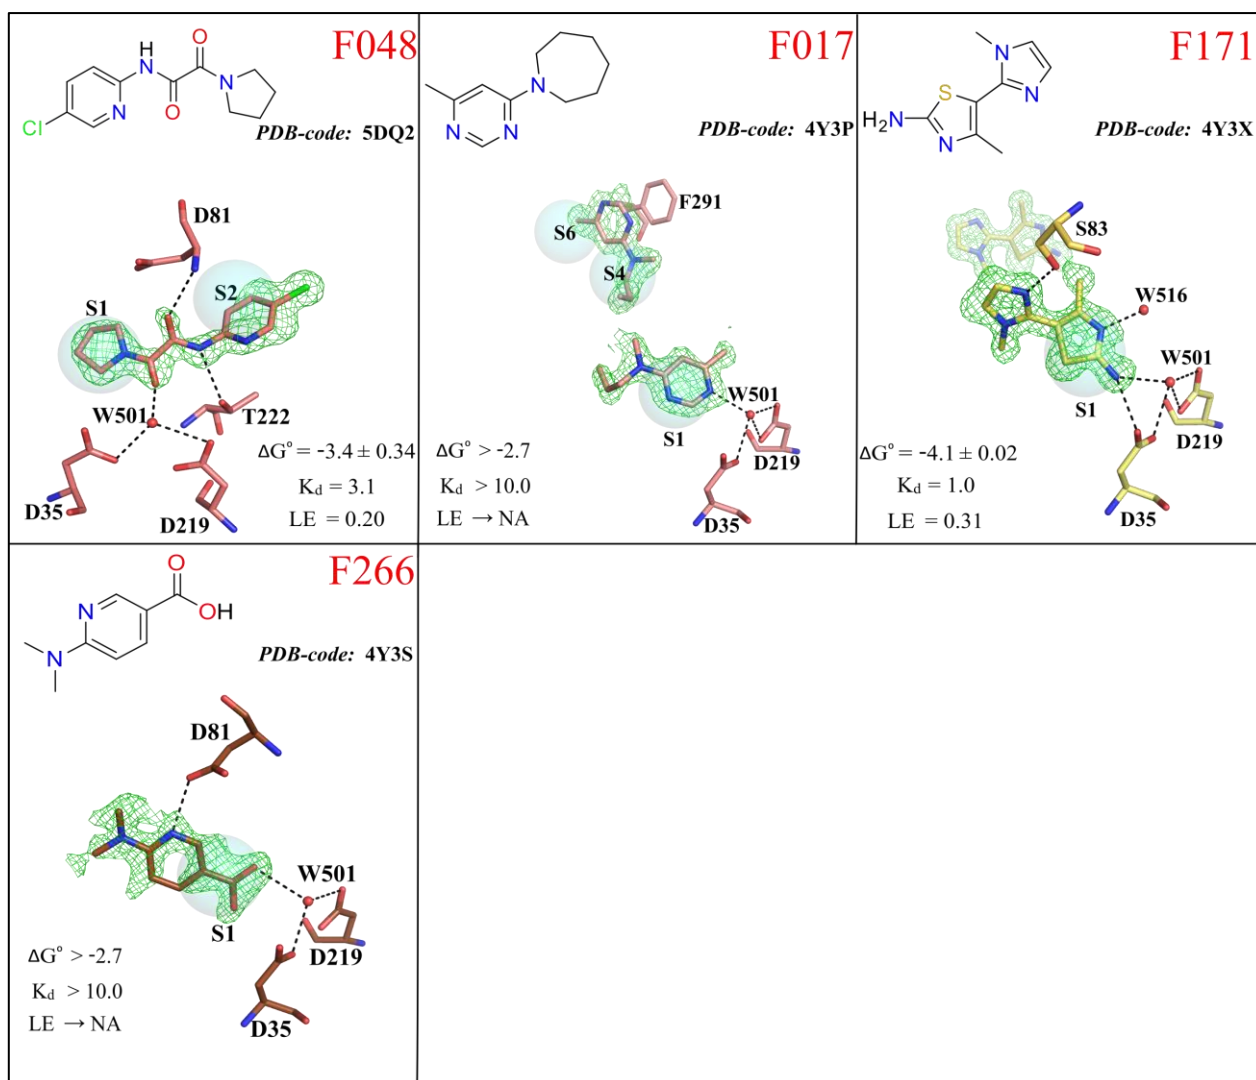 F048
H
O
N
NH
O
N
Cl
PDB-code: 5DQ2
D81
S2
S1
W501
T222
D35
D219
ΔG° = -3.4 ± 0.34
Kd = 3.1
LE = 0.20
F017
N
N
N
PDB-code: 4Y3P
F291
S6
S4
W501
S1
D219
D35
ΔG° > -2.7
Kd > 10.0
LE → NA
F171
N
N
S
H2N
N
PDB-code: 4Y3X
S83
W516
W501
S1
D219
D35
ΔG° = -4.1 ± 0.02
Kd = 1.0
LE = 0.31
F266
O
N
OH
N
PDB-code: 4Y3S
D81
W501
S1
D219
D35
ΔG° > -2.7
Kd > 10.0
LE → NA